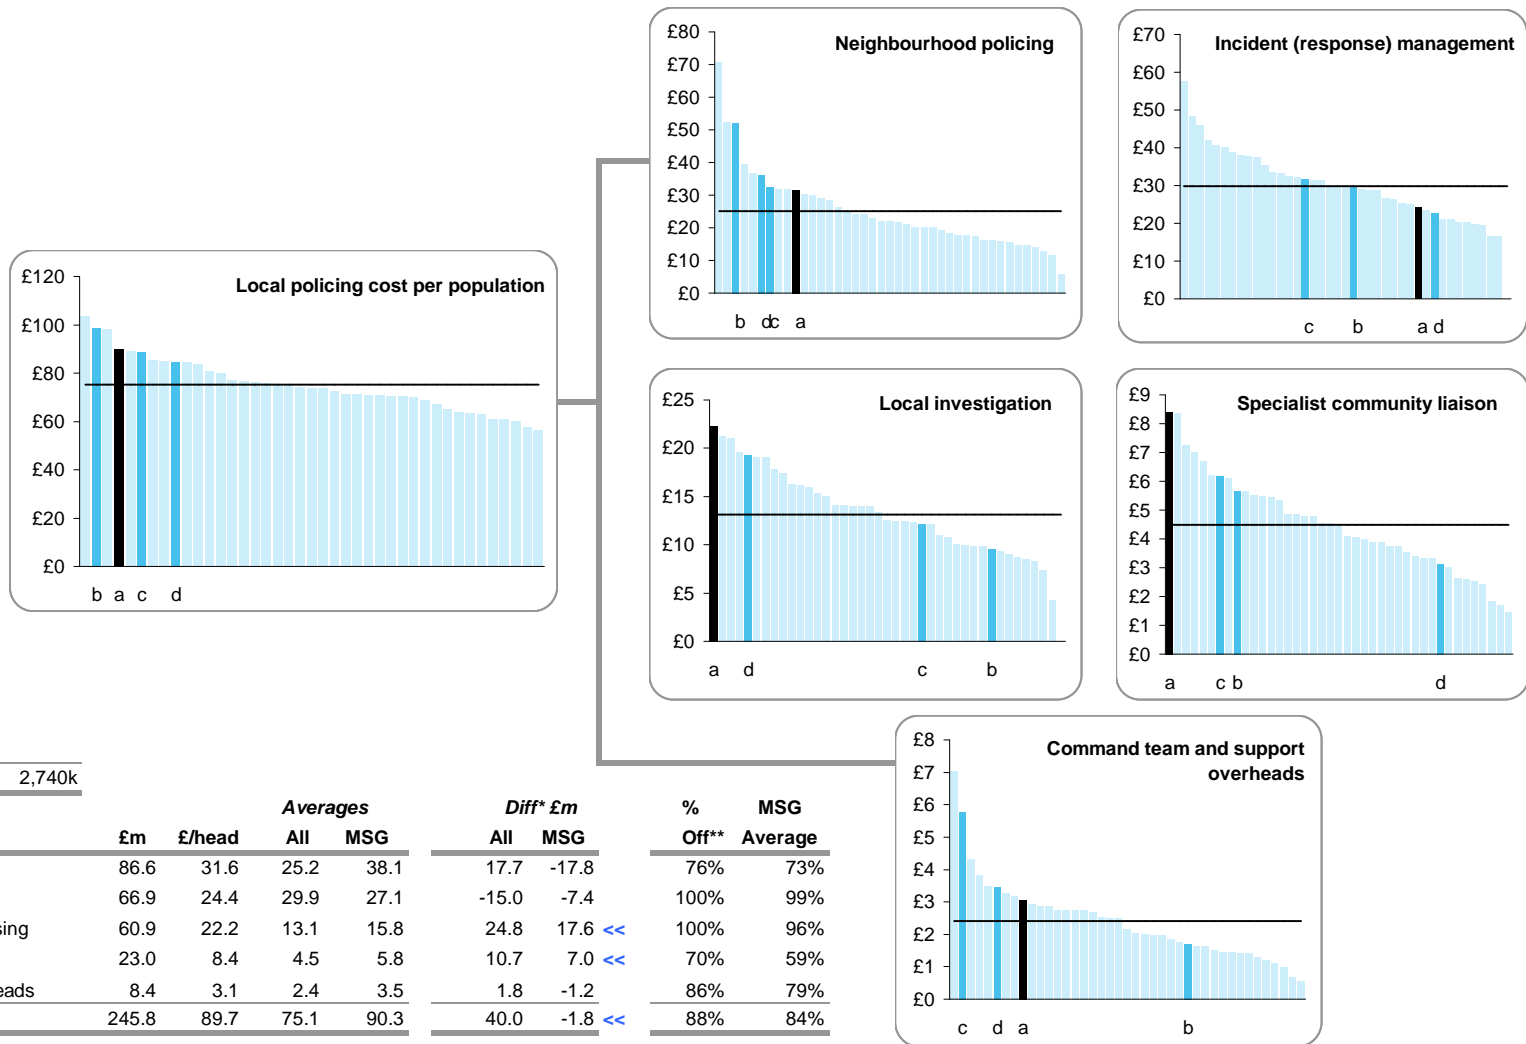 £80
Neighbourhood policing
£70
£60
£50
£40
£30
£20
£10
£0
b dc a
£70
Incident (response) management
£60
£50
£40
£30
£20
£10
£0
c b a d
£120
Local policing cost per population
£100
£80
£60
£40
£20
£0
b a c d
£25
Local investigation
£20
£15
£10
£5
£0
a d c b
£9
Specialist community liaison
£8
£7
£6
£5
£4
£3
£2
£1
£0
a c b d
£8
Command team and support
overheads
£7
£6
£5
£4
£3
£2
£1
£0
c d a b
2,740k
Averages Diff* £m % MSG
£m £/head All MSG All MSG Off** Average
86.6 31.6 25.2 38.1 17.7 -17.8 76% 73%
66.9 24.4 29.9 27.1 -15.0 -7.4 100% 99%
sing 60.9 22.2 13.1 15.8 24.8 17.6 << 100% 96%
23.0 8.4 4.5 5.8 10.7 7.0 << 70% 59%
eads 8.4 3.1 2.4 3.5 1.8 -1.2 86% 79%
245.8 89.7 75.1 90.3 40.0 -1.8 << 88% 84%